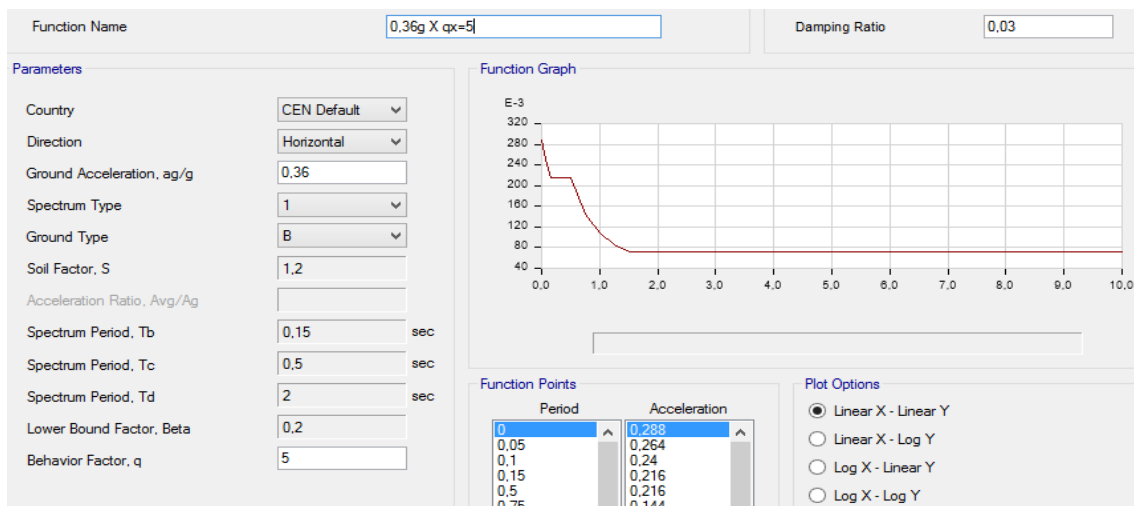 Function Name
0,36g X qx=5
Damping Ratio
0,03
Parameters
Country
CEN Default
Direction
Horizontal
Ground Acceleration, ag/g
0,36
Spectrum Type
1
Ground Type
B
Soil Factor, S
1,2
Acceleration Ratio, Avg/Ag
Spectrum Period, Tb
0,15
sec
Spectrum Period, Tc
0,5
sec
Spectrum Period, Td
2
sec
Lower Bound Factor, Beta
0,2
Behavior Factor, q
5
Function Graph
E-3
320
280
240
200
160
120
80
40
0,0 1,0 2,0 3,0 4,0 5,0 6,0 7,0 8,0 9,0 10,0
Function Points
Period Acceleration
0 0,288
0,05 0,264
0,1 0,24
0,15 0,216
0,5 0,216
0,75 0,144
Plot Options
Linear X - Linear Y
Linear X - Log Y
Log X - Linear Y
Log X - Log Y